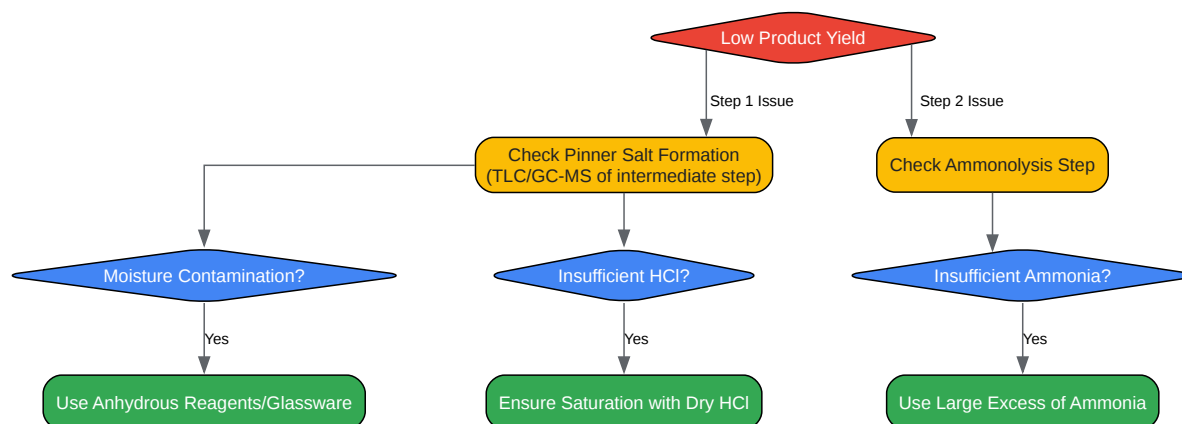 Low Product Yield
Step 1 Issue
Step 2 Issue
Check Pinner Salt Formation
(TLC/GC-MS of intermediate step)
Check Ammonolysis Step
Moisture Contamination?
Insufficient HCl?
Insufficient Ammonia?
Yes
Yes
Yes
Use Anhydrous Reagents/Glassware
Ensure Saturation with Dry HCl
Use Large Excess of Ammonia